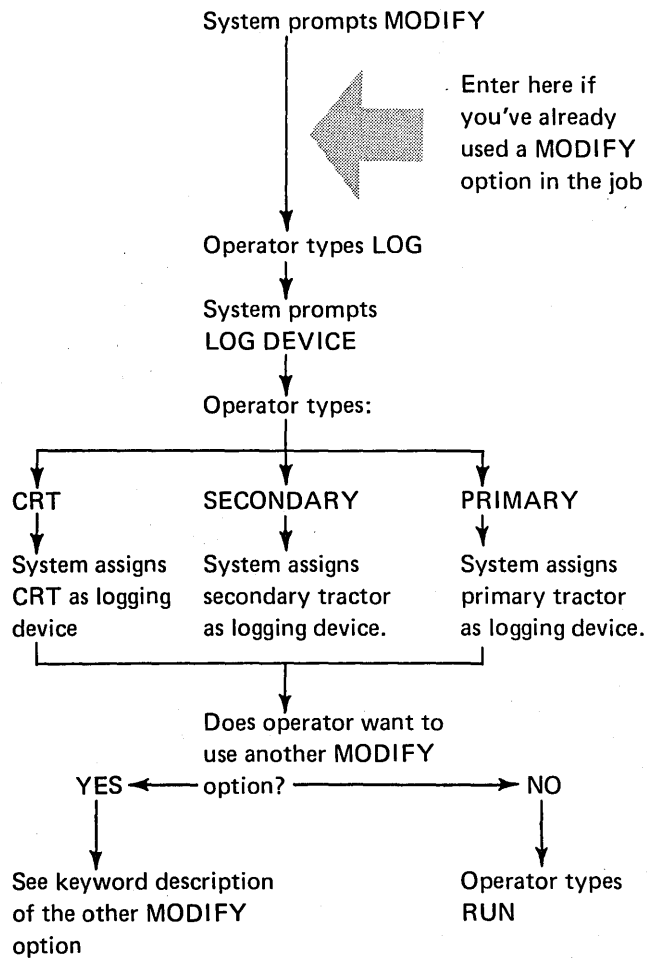 System prompts MODIFY
Enter here if
you've already
used a MODIFY
option in the job
Operator types LOG
System prompts
LOG DEVICE
Operator types:
CRT
SECONDARY
PRIMARY
System assigns
CRT as logging
device
System assigns
secondary tractor
as logging device.
System assigns
primary tractor
as logging device.
Does operator want to
use another MODIFY
option?
YES
NO
See keyword description
of the other MODIFY
option
Operator types
RUN